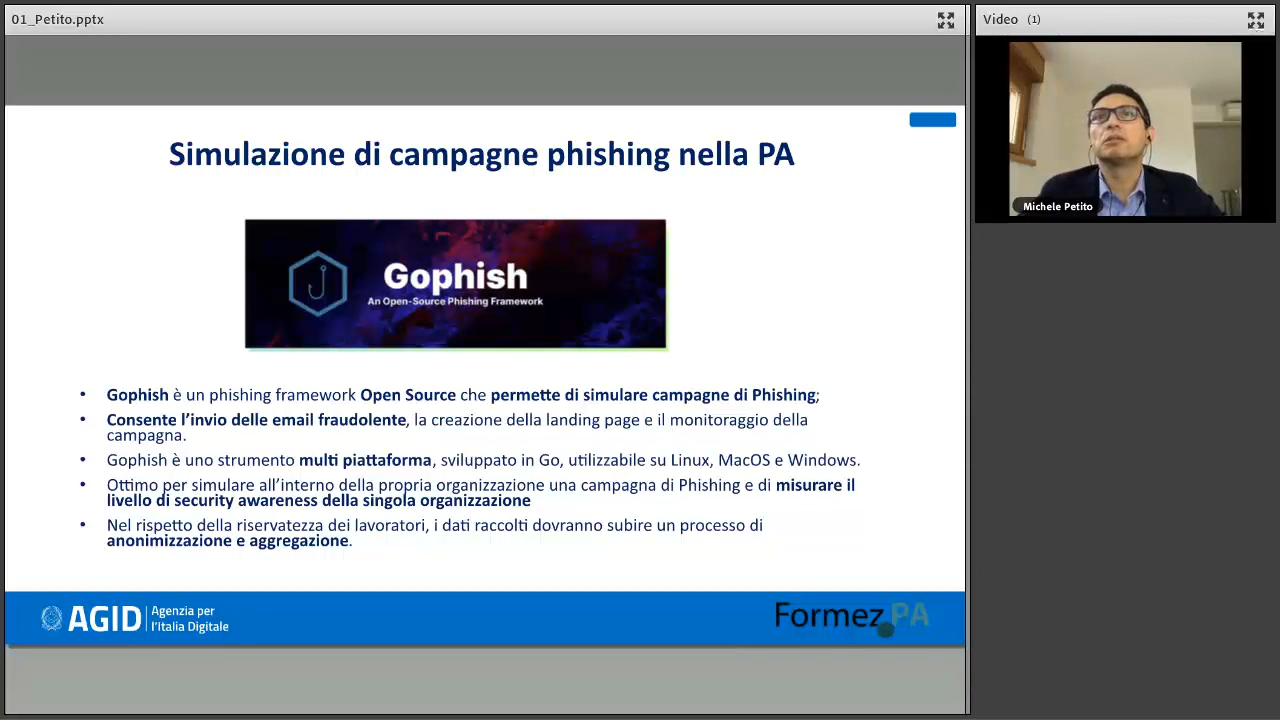 01_Petito.pptx
Video (1)
Michele Petito
Simulazione di campagne phishing nella PA
Gophish
An Open-Source Phishing Framework
• Gophish è un phishing framework Open Source che permette di simulare campagne di Phishing;
• Consente l’invio delle email fraudolente, la creazione della landing page e il monitoraggio della
campagna.
• Gophish è uno strumento multi piattaforma, sviluppato in Go, utilizzabile su Linux, MacOS e Windows.
• Ottimo per simulare all’interno della propria organizzazione una campagna di Phishing e di misurare il
livello di security awareness della singola organizzazione
• Nel rispetto della riservatezza dei lavoratori, i dati raccolti dovranno subire un processo di
anonimizzazione e aggregazione.
AGID
Agenzia per
l’Italia Digitale
Formez PA